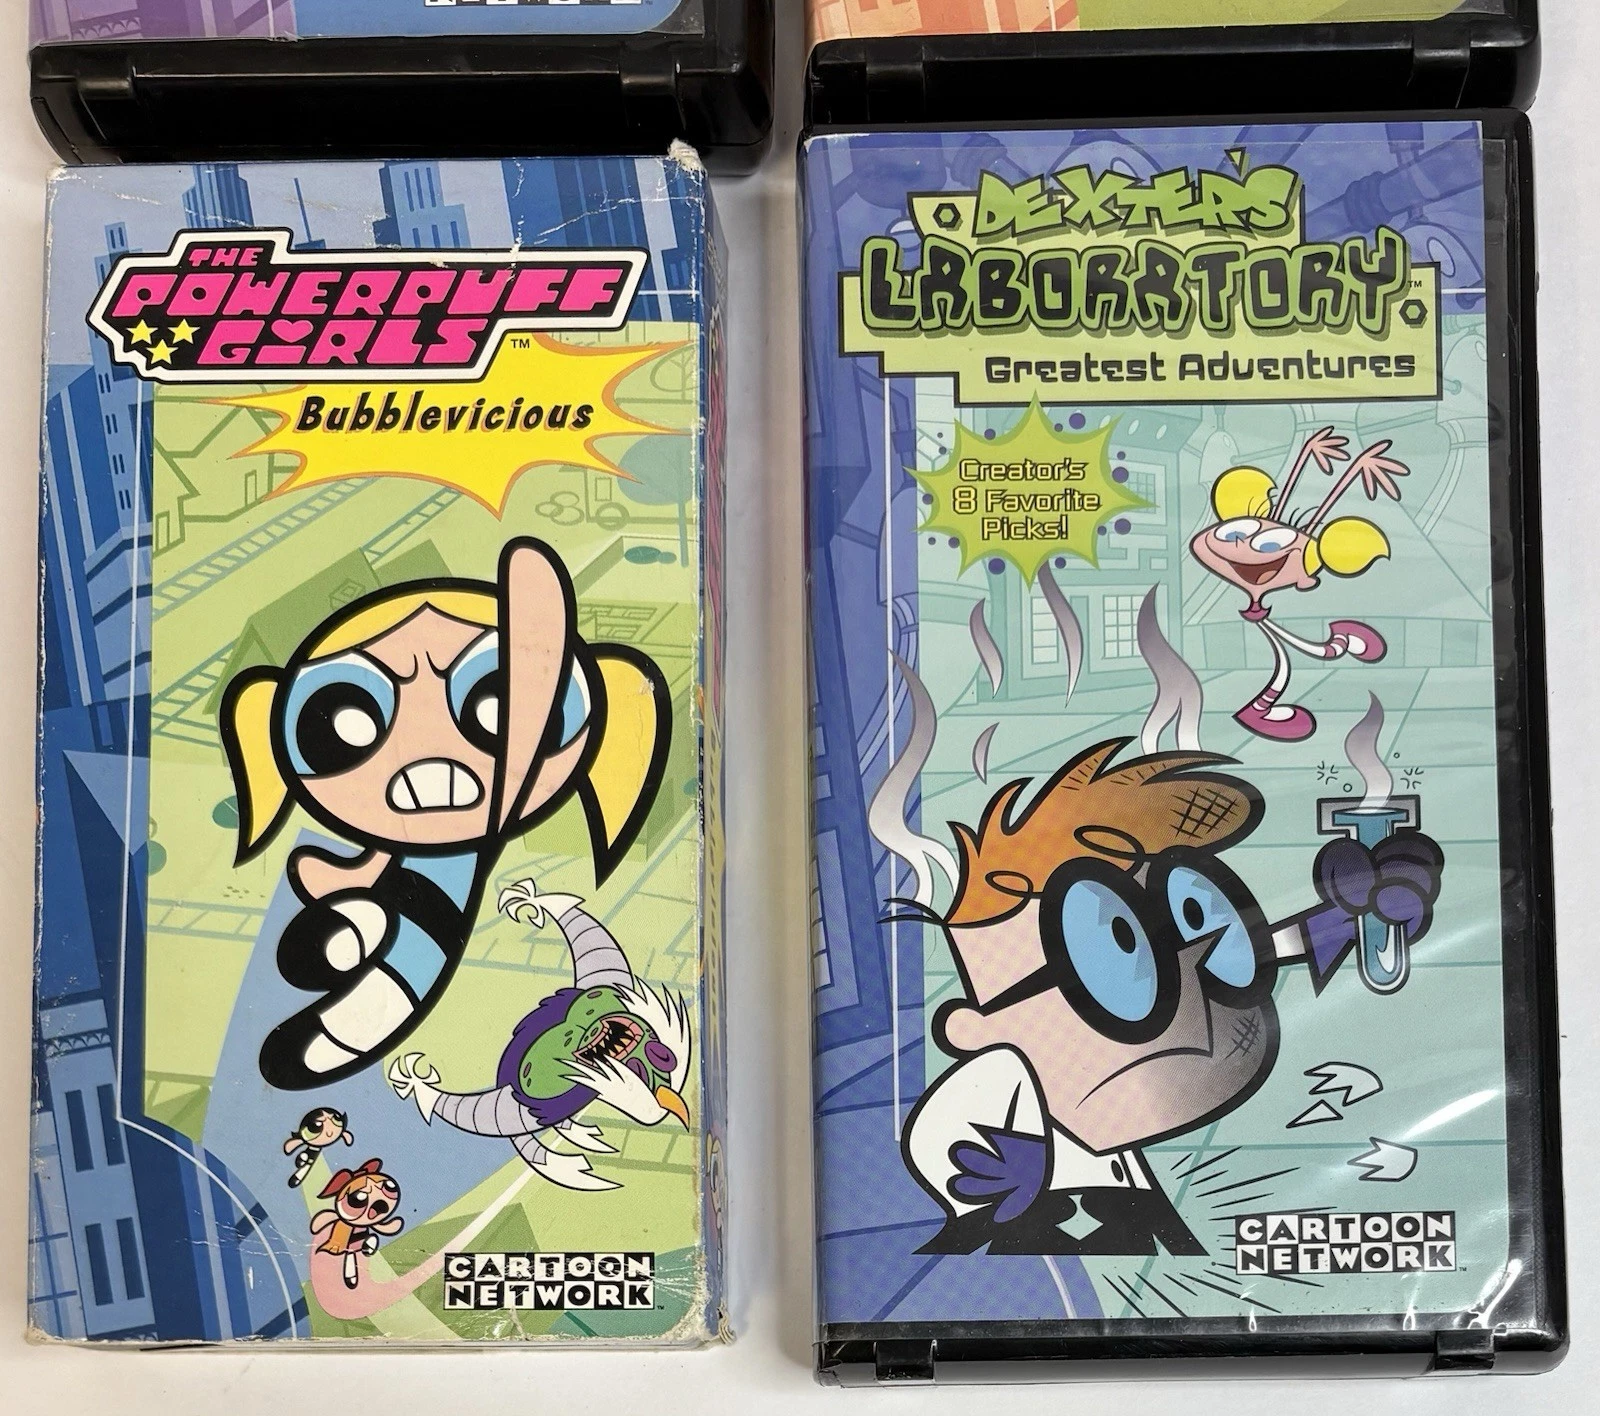 THE
POWERPUFF
GIRLS
™
Bubblevicious
CARTOON
NETWORK
DEXTER'S
LABORATORY
™
Greatest Adventures
Creator's
8 Favorite
Picks!
CARTOON
NETWORK